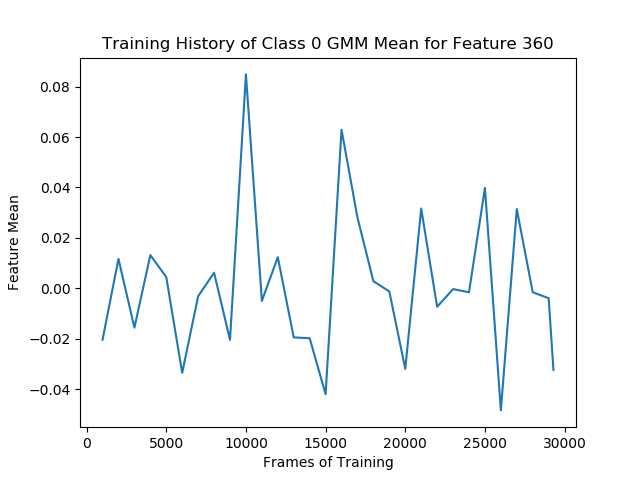 Training History of Class 0 GMM Mean for Feature 360
0.08
0.06
0.04
0.02
0.00
−0.02
−0.04
Feature Mean
0 5000 10000 15000 20000 25000 30000
Frames of Training